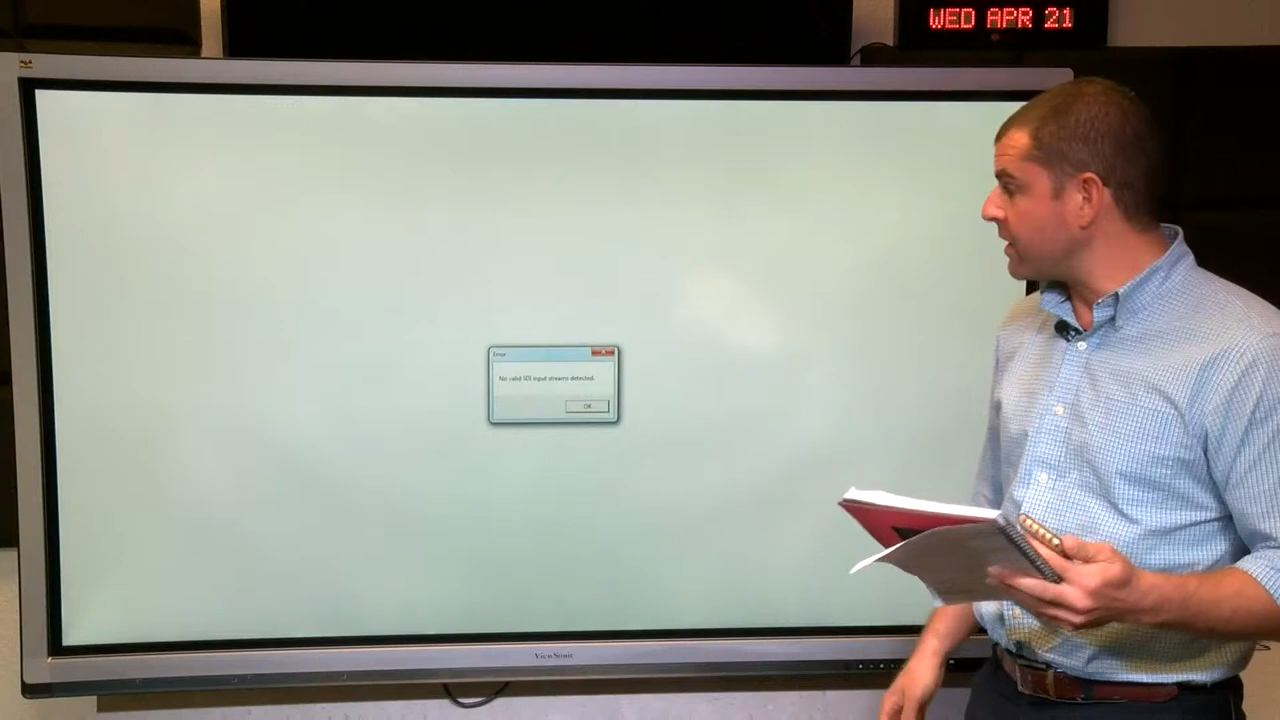 WED APR 21
Error
No valid SDI input streams detected.
OK
ViewSonic